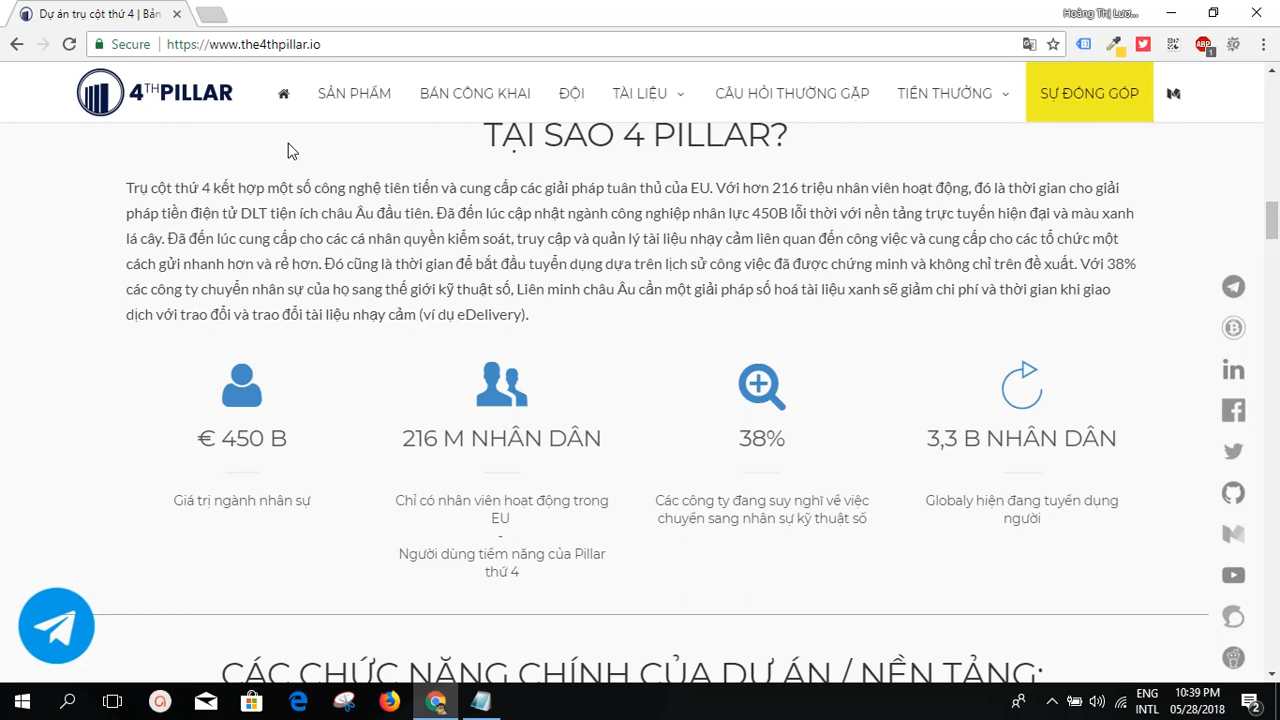 Dự án trụ cột thứ 4 | Bản
Hoàng Thị Lươ...
Secure
https://www.the4thpillar.io
ABP
1
4THPILLAR
SẢN PHẨM
BÁN CÔNG KHAI
ĐỘI
TÀI LIỆU
CÂU HỎI THƯỜNG GẶP
TIỀN THƯỞNG
SỰ ĐÓNG GÓP
TẠI SAO 4 PILLAR?
Trụ cột thứ 4 kết hợp một số công nghệ tiên tiến và cung cấp các giải pháp tuân thủ của EU. Với hơn 216 triệu nhân viên hoạt động, đó là thời gian cho giải
pháp tiền điện tử DLT tiện ích châu Âu đầu tiên. Đã đến lúc cập nhật ngành công nghiệp nhân lực 450B lỗi thời với nền tảng trực tuyến hiện đại và màu xanh
lá cây. Đã đến lúc cung cấp cho các cá nhân quyền kiểm soát, truy cập và quản lý tài liệu nhạy cảm liên quan đến công việc và cung cấp cho các tổ chức một
cách gửi nhanh hơn và rẻ hơn. Đó cũng là thời gian để bắt đầu tuyển dụng dựa trên lịch sử công việc đã được chứng minh và không chỉ trên đề xuất. Với 38%
các công ty chuyển nhân sự của họ sang thế giới kỹ thuật số, Liên minh châu Âu cần một giải pháp số hoá tài liệu xanh sẽ giảm chi phí và thời gian khi giao
dịch với trao đổi và trao đổi tài liệu nhạy cảm (ví dụ eDelivery).
€ 450 B
216 M NHÂN DÂN
38%
3,3 B NHÂN DÂN
Giá trị ngành nhân sự
Chỉ có nhân viên hoạt động trong
EU
-
Người dùng tiềm năng của Pillar
thứ 4
Các công ty đang suy nghĩ về việc
chuyển sang nhân sự kỹ thuật số
Globaly hiện đang tuyển dụng
người
CÁC CHỨC NĂNG CHÍNH CỦA DỰ ÁN / NỀN TẢNG:
ENG
INTL
10:39 PM
05/28/2018
2